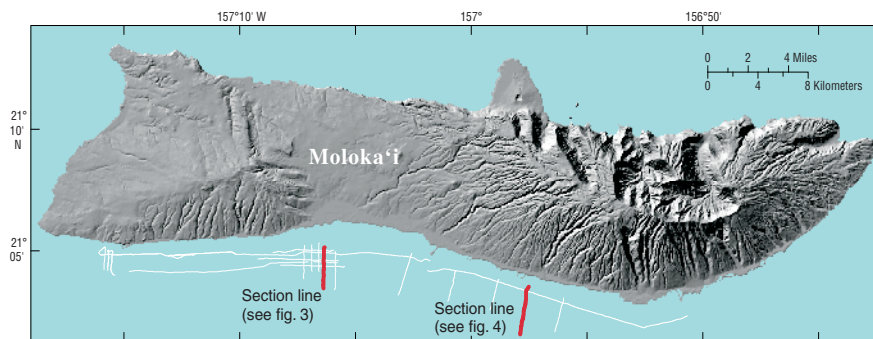 157°10' W 157° 156°50'
0 2 4 Miles
0 4 8 Kilometers
21°
10'
N
Moloka‘i
21°
05'
Section line
(see fig. 3)
Section line
(see fig. 4)